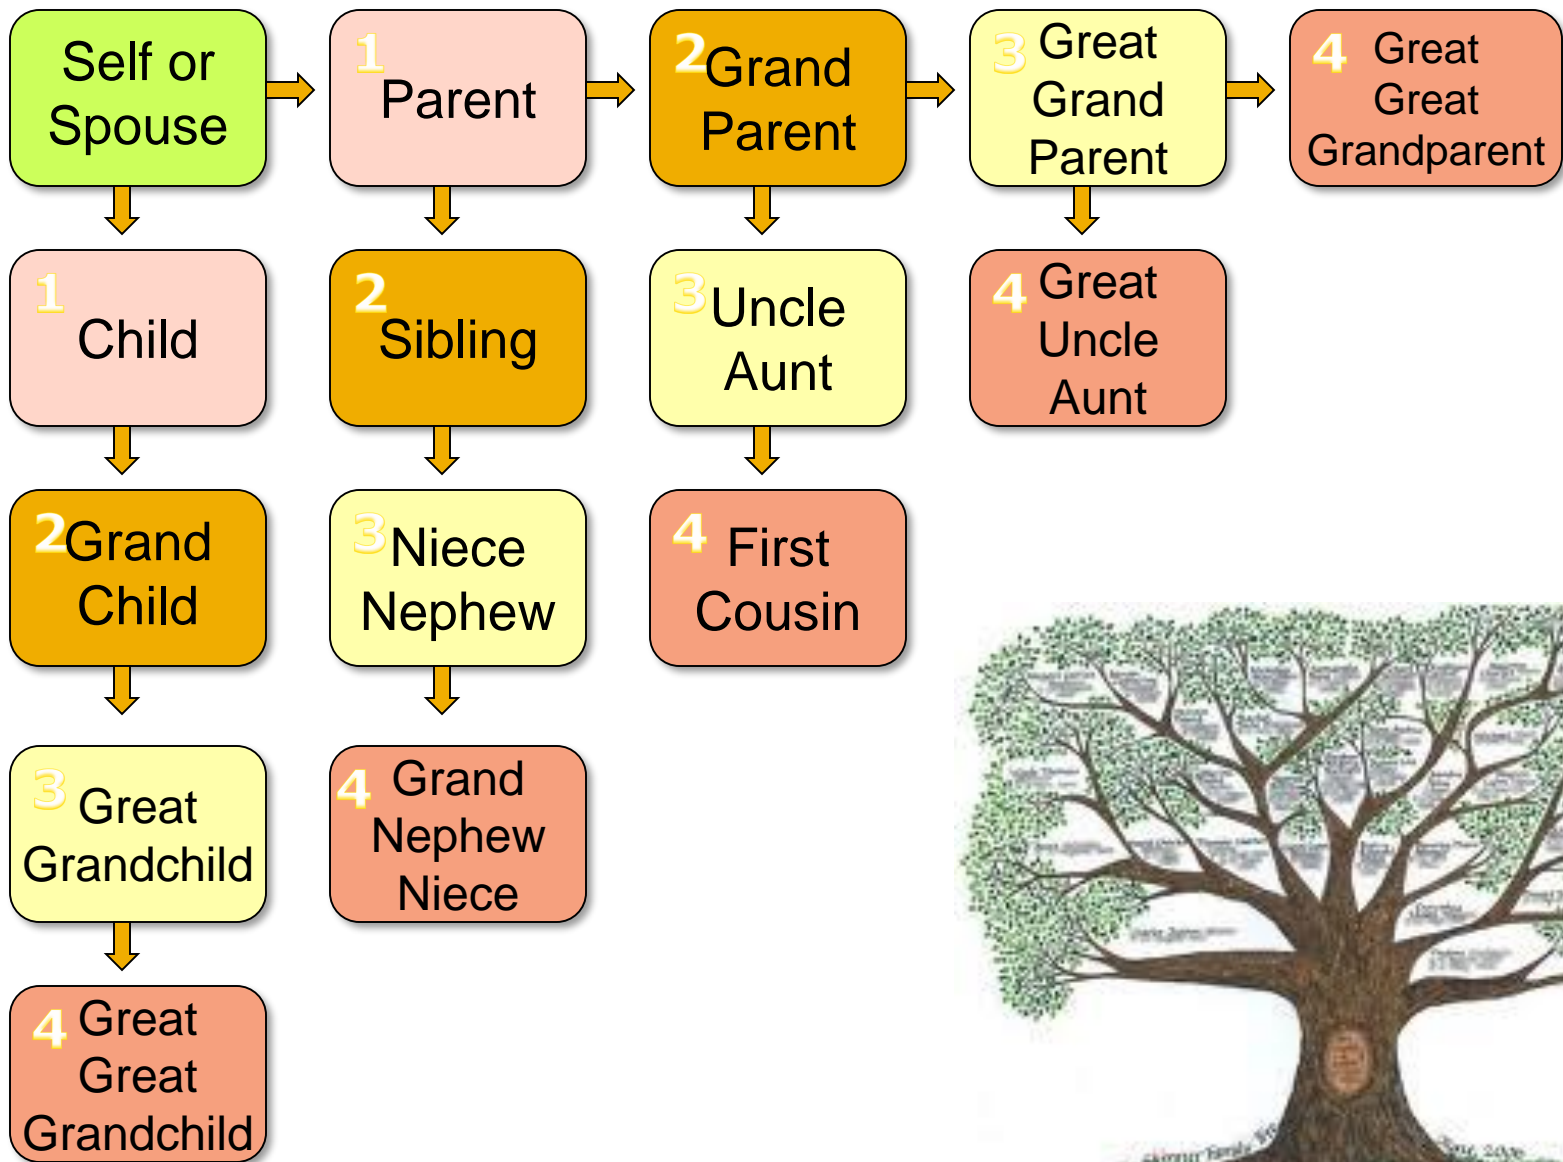 Self or
Spouse
1
Parent
2
Grand
Parent
3
Great
Grand
Parent
4
Great
Great
Grandparent
1
Child
2
Sibling
3
Uncle
Aunt
4
Great
Uncle
Aunt
2
Grand
Child
3
Niece
Nephew
4
First
Cousin
3
Great
Grandchild
4
Grand
Nephew
Niece
4
Great
Great
Grandchild
Family
2006